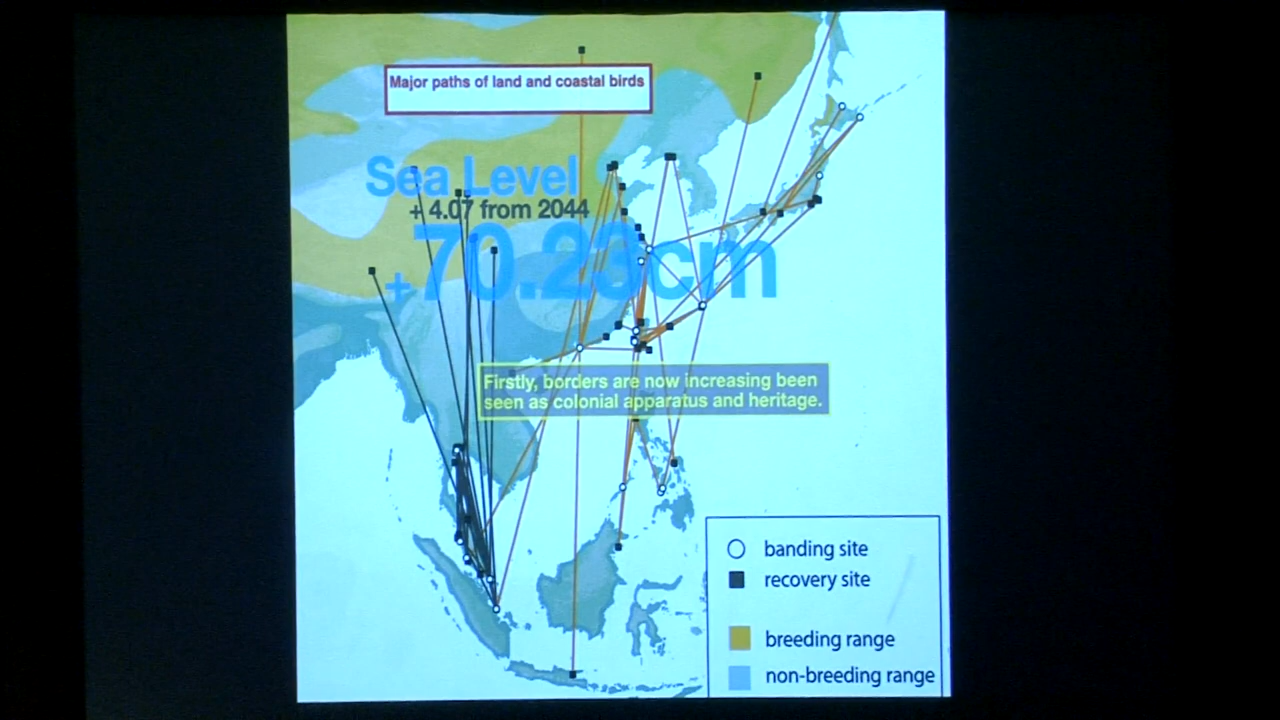 Major paths of land and coastal birds
Sea Level
+ 4.07 from 2044
+70.23cm
Firstly, borders are now increasing been
seen as colonial apparatus and heritage.
banding site
recovery site
breeding range
non-breeding range